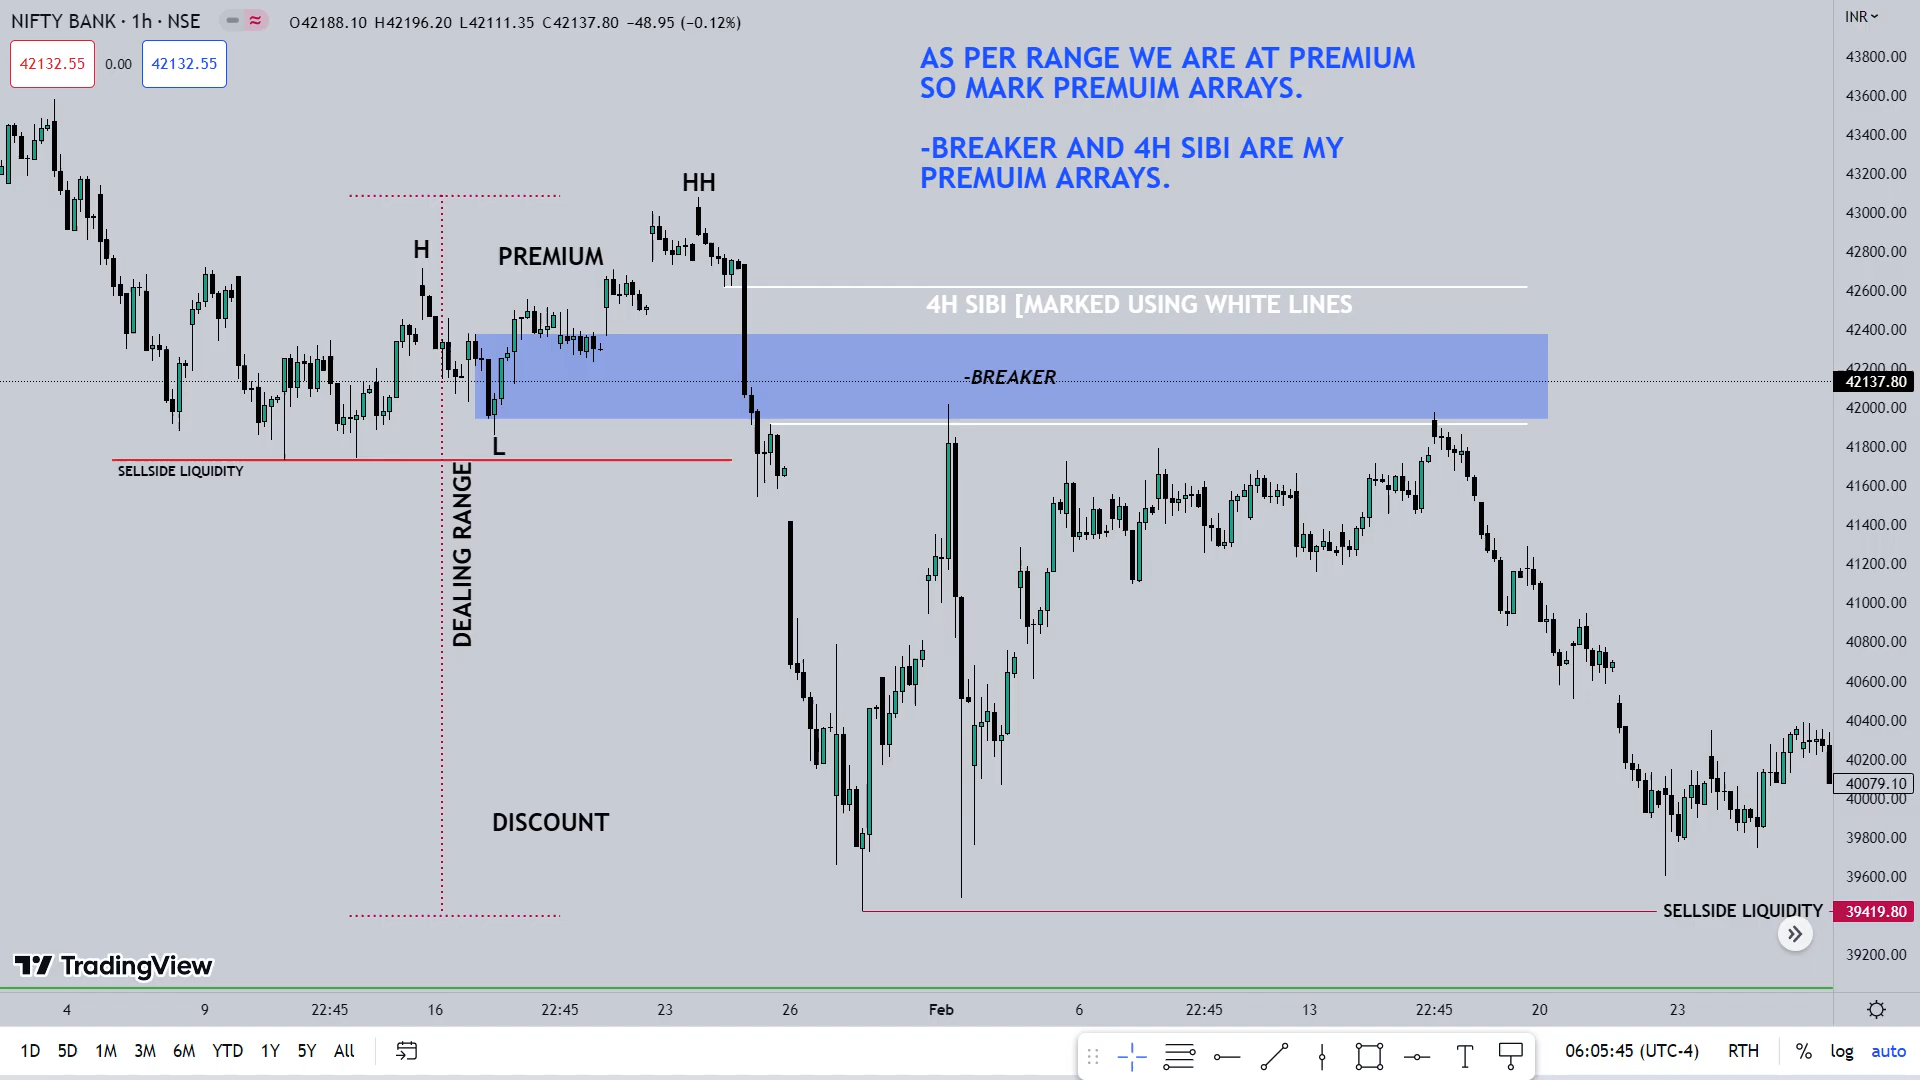 NIFTY BANK · 1h · NSE
O42188.10 H42196.20 L42111.35 C42137.80 −48.95 (−0.12%)
INR
42132.55 0.00 42132.55
AS PER RANGE WE ARE AT PREMIUM
SO MARK PREMUIM ARRAYS.
-BREAKER AND 4H SIBI ARE MY
PREMUIM ARRAYS.
HH
H
PREMIUM
4H SIBI [MARKED USING WHITE LINES
-BREAKER
L
SELLSIDE LIQUIDITY
DEALING RANGE
DISCOUNT
SELLSIDE LIQUIDITY
43800.00
43600.00
43400.00
43200.00
43000.00
42800.00
42600.00
42400.00
42200.00
42137.80
42000.00
41800.00
41600.00
41400.00
41200.00
41000.00
40800.00
40600.00
40400.00
40200.00
40079.10
40000.00
39800.00
39600.00
39419.80
39200.00
TradingView
4 9 22:45 16 22:45 23 26 Feb 6 22:45 13 22:45 20 23
1D 5D 1M 3M 6M YTD 1Y 5Y All
06:05:45 (UTC-4) RTH % log auto